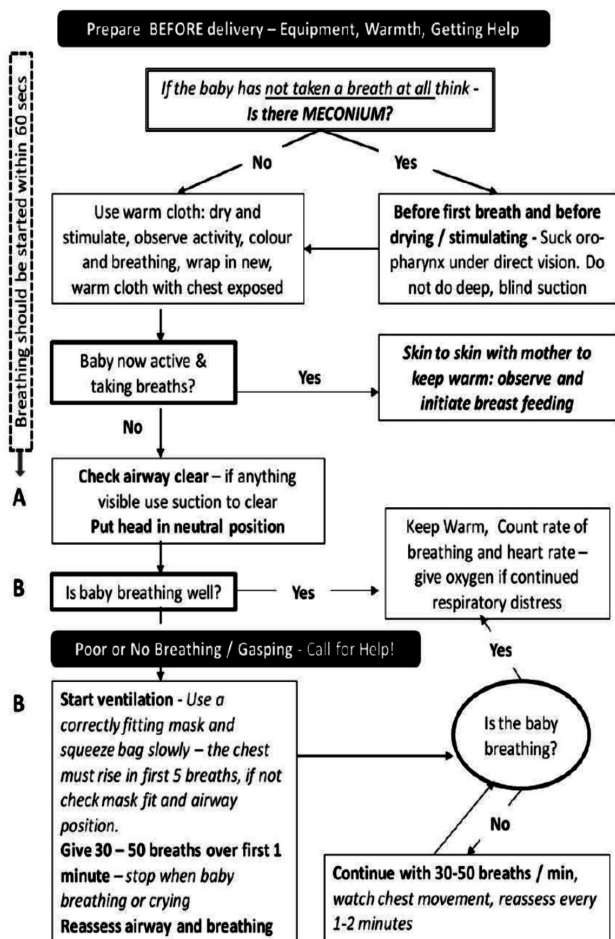 Prepare BEFORE delivery – Equipment, Warmth, Getting Help
Breathing should be started within 60 secs
If the baby has not taken a breath at all think -
Is there MECONIUM?
No
Yes
Use warm cloth: dry and
stimulate, observe activity, colour
and breathing, wrap in new,
warm cloth with chest exposed
Before first breath and before
drying / stimulating - Suck oro-
pharynx under direct vision. Do
not do deep, blind suction
Baby now active &
taking breaths?
Yes
Skin to skin with mother to
keep warm: observe and
initiate breast feeding
No
A
Check airway clear – if anything
visible use suction to clear
Put head in neutral position
Keep Warm, Count rate of
breathing and heart rate –
give oxygen if continued
respiratory distress
B
Is baby breathing well?
Yes
Poor or No Breathing / Gasping - Call for Help!
Yes
B
Start ventilation - Use a
correctly fitting mask and
squeeze bag slowly – the chest
must rise in first 5 breaths, if not
check mask fit and airway
position.
Give 30 – 50 breaths over first 1
minute – stop when baby
breathing or crying
Reassess airway and breathing
Is the baby
breathing?
No
Continue with 30-50 breaths / min,
watch chest movement, reassess every
1-2 minutes